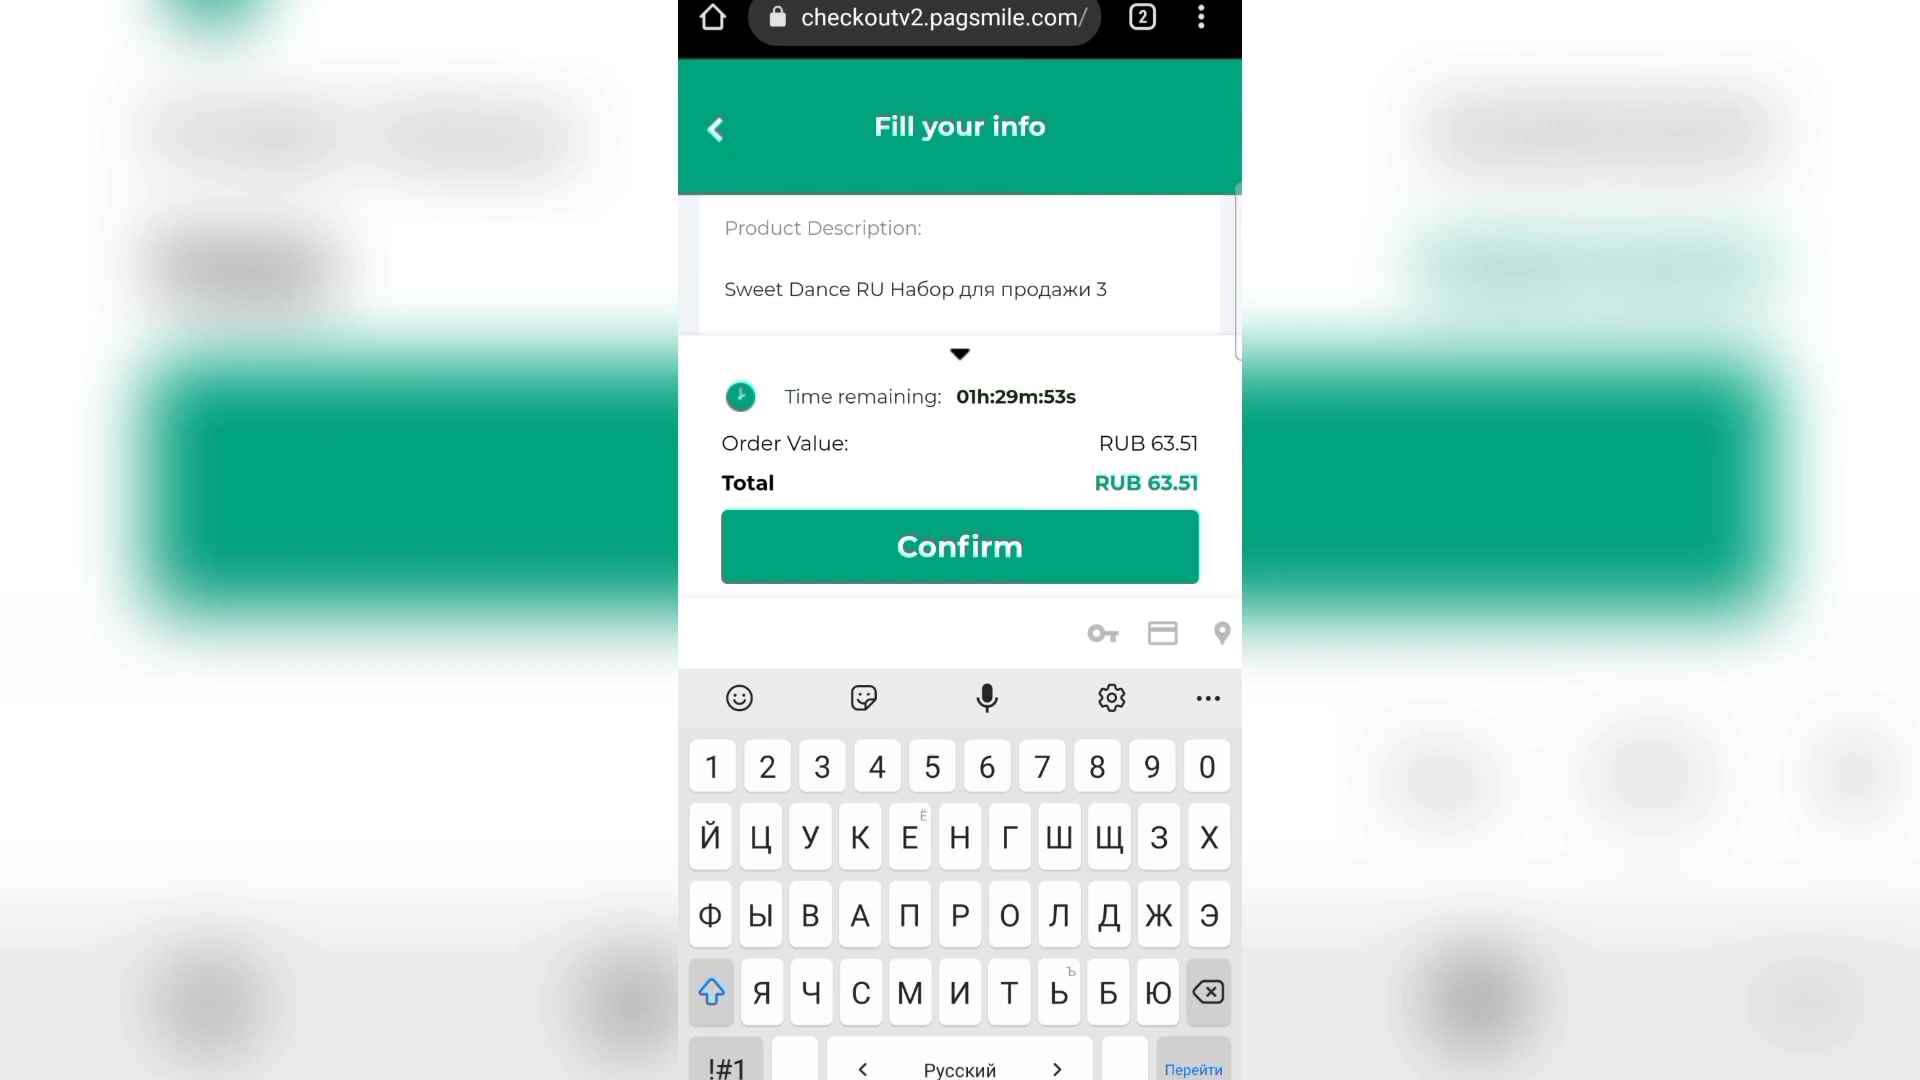 checkoutv2.pagsmile.com/
2
Fill your info
Product Description:
Sweet Dance RU Набор для продажи 3
Time remaining: 01h:29m:53s
Order Value: RUB 63.51
Total RUB 63.51
Confirm
1 2 3 4 5 6 7 8 9 0
Й Ц У К Е Ё Н Г Ш Щ З Х
Ф Ы В А П Р О Л Д Ж Э
Я Ч С М И Т Ь Ъ Б Ю
!#1 < Русский > Перейти